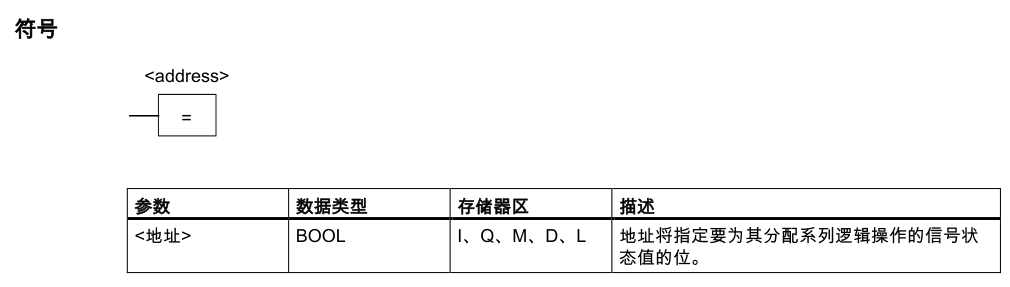 符号
<address>
=
参数 数据类型 存储器区 描述
<地址> BOOL I、Q、M、D、L 地址将指定要为其分配系列逻辑操作的信号状
态值的位。